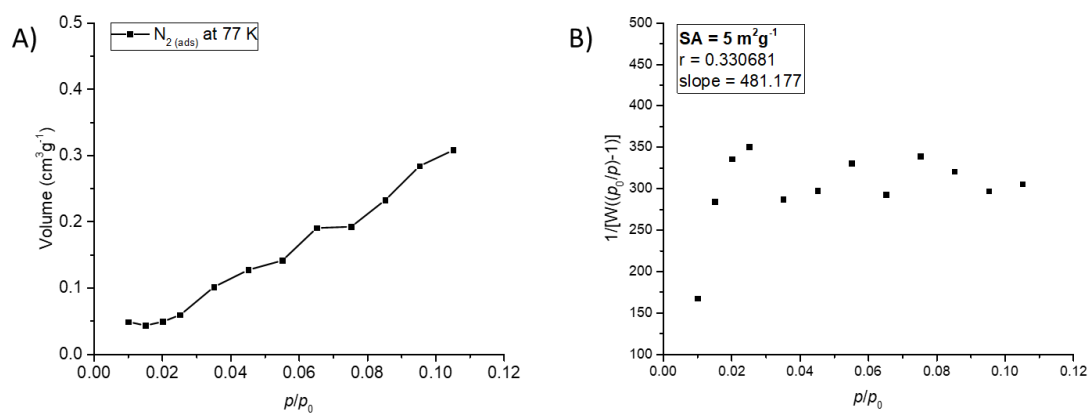 A)
N2 (ads) at 77 K
Volume (cm3g-1)
0.5
0.4
0.3
0.2
0.1
0.0
0.00 0.02 0.04 0.06 0.08 0.10 0.12
p/p0
B)
SA = 5 m2g-1
r = 0.330681
slope = 481.177
1/[W((p0/p)-1)]
500
450
400
350
300
250
200
150
100
0.00 0.02 0.04 0.06 0.08 0.10 0.12
p/p0